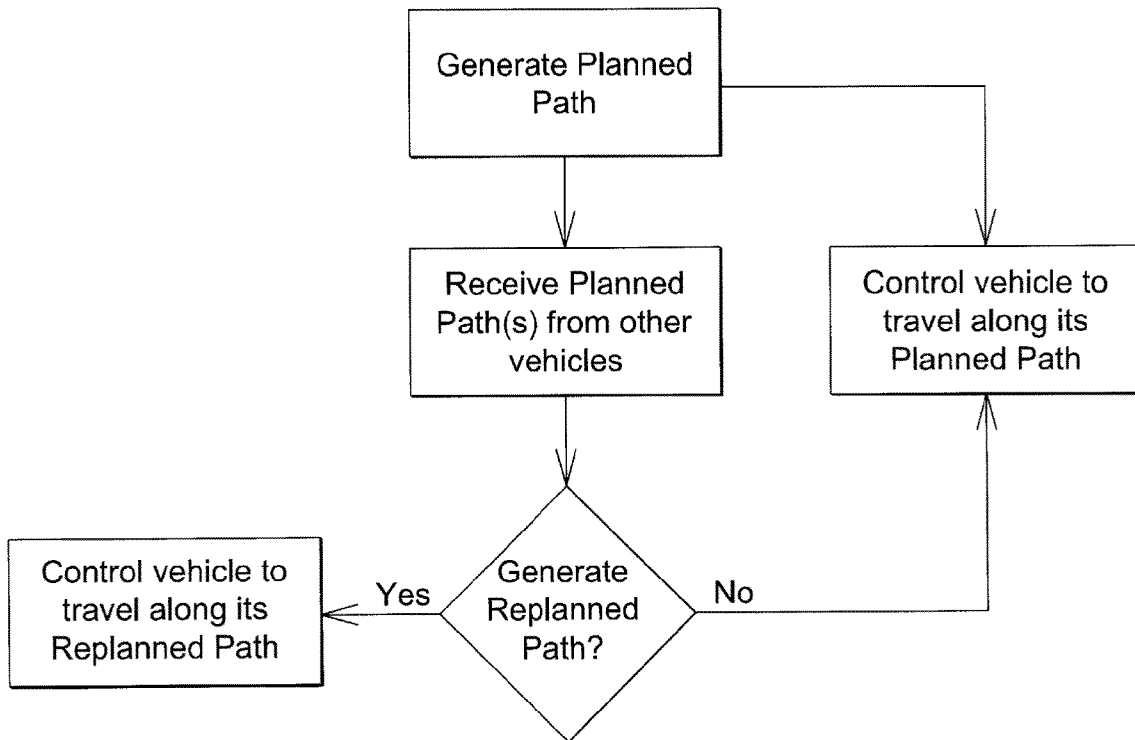 Generate Planned
Path
Receive Planned
Path(s) from other
vehicles
Control vehicle to
travel along its
Planned Path
Generate
Replanned
Path?
Yes
No
Control vehicle to
travel along its
Replanned Path